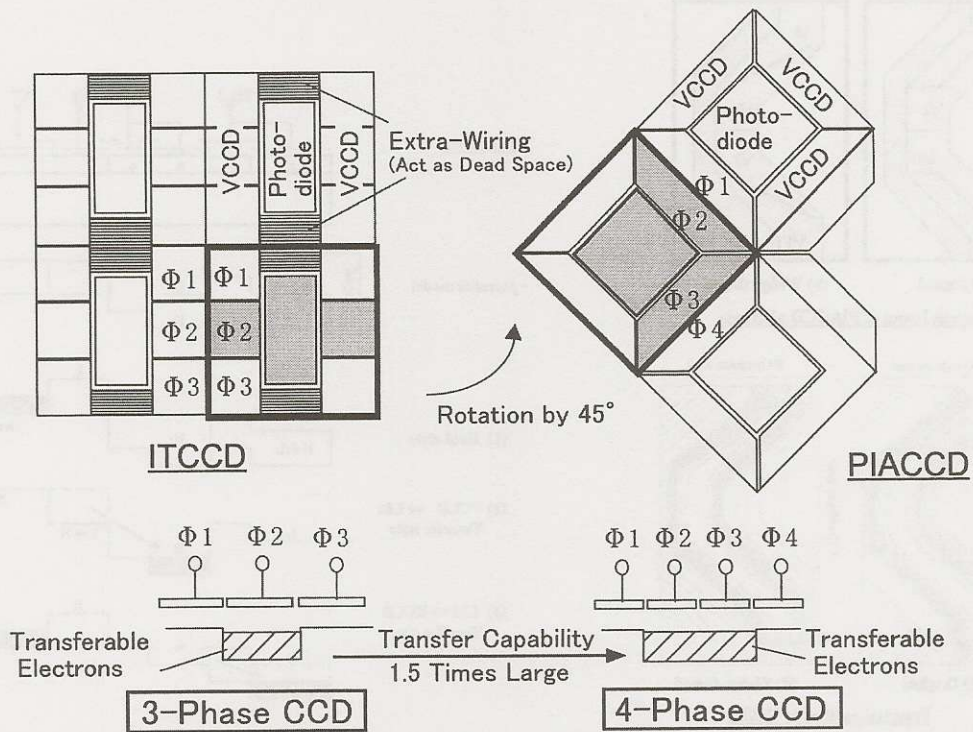 VCCD
Photo-
diode
VCCD
Extra-Wiring
(Act as Dead Space)
Φ1
Φ1
Φ2
Φ2
Φ3
Φ3
ITCCD
Rotation by 45°
VCCD
VCCD
Photo-
diode
VCCD
Φ1
Φ2
Φ3
Φ4
PIACCD
Φ1
Φ2
Φ3
Transferable
Electrons
3-Phase CCD
Transfer Capability
1.5 Times Large
Φ1
Φ2
Φ3
Φ4
Transferable
Electrons
4-Phase CCD